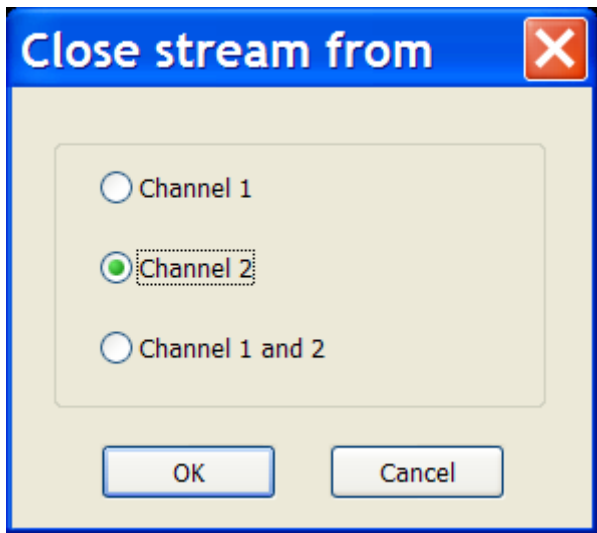 Close stream from
Channel 1
Channel 2
Channel 1 and 2
OK
Cancel